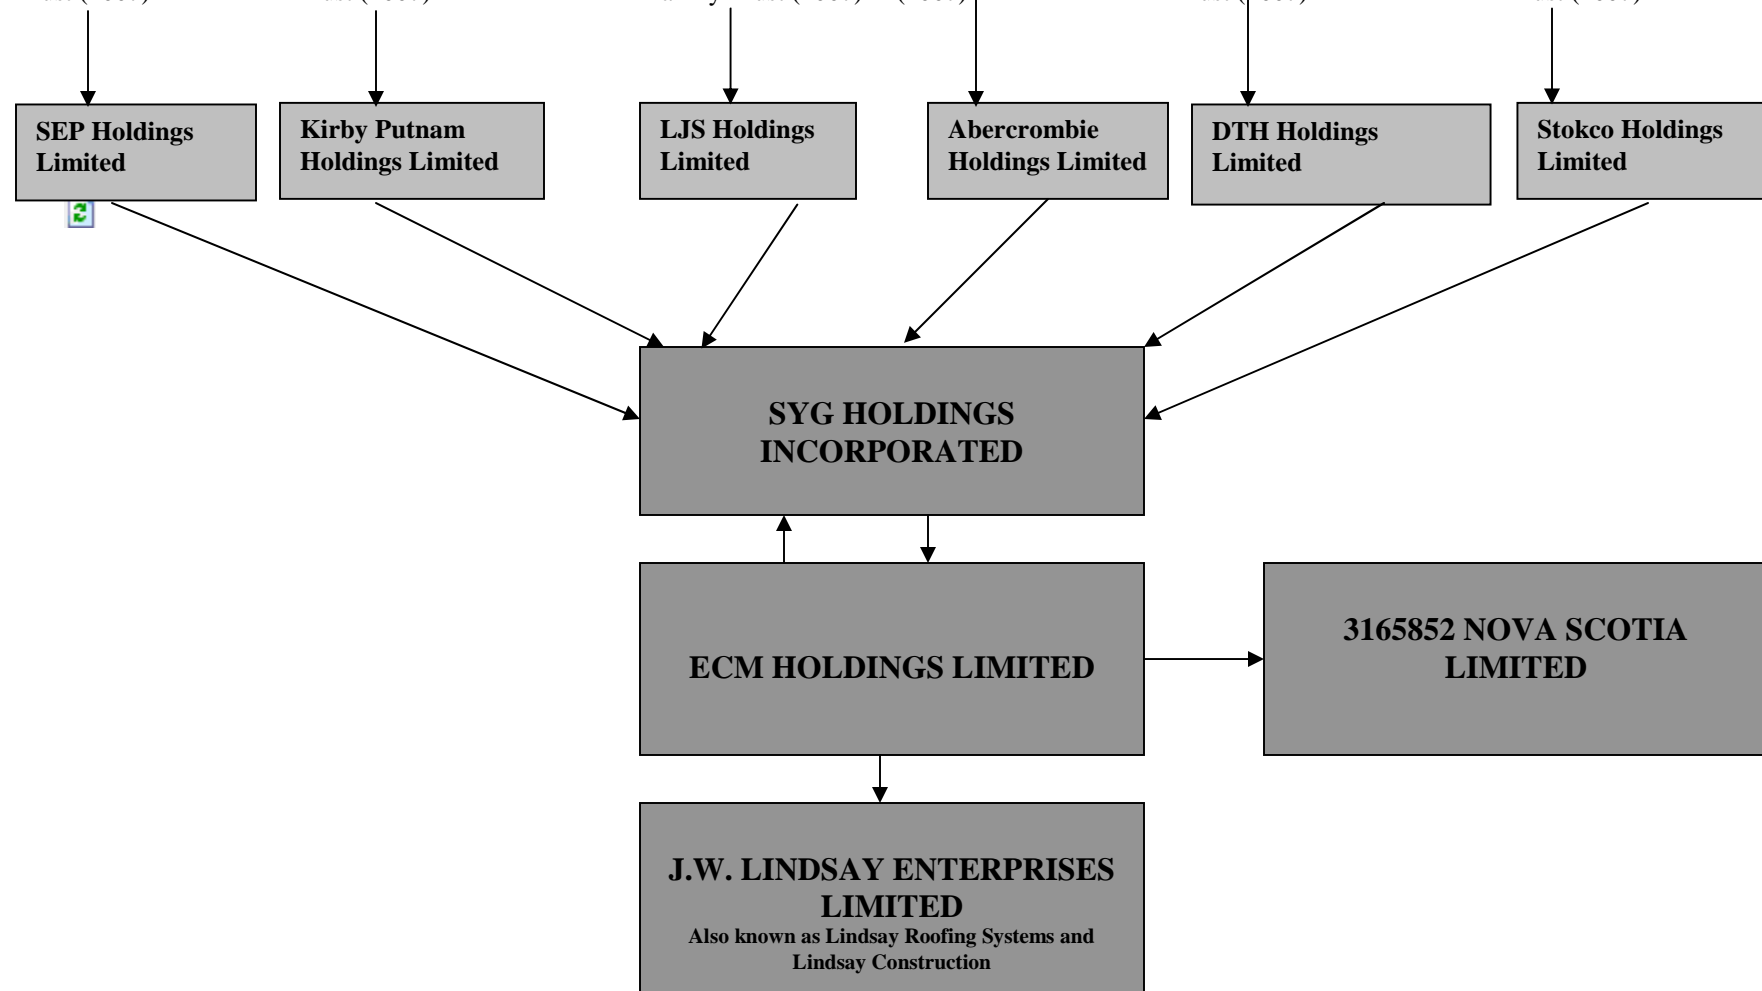 SEP Holdings
Limited
Kirby Putnam
Holdings Limited
LJS Holdings
Limited
Abercrombie
Holdings Limited
DTH Holdings
Limited
Stokco Holdings
Limited
SYG HOLDINGS
INCORPORATED
ECM HOLDINGS LIMITED
3165852 NOVA SCOTIA
LIMITED
J.W. LINDSAY ENTERPRISES
LIMITED
Also known as Lindsay Roofing Systems and
Lindsay Construction